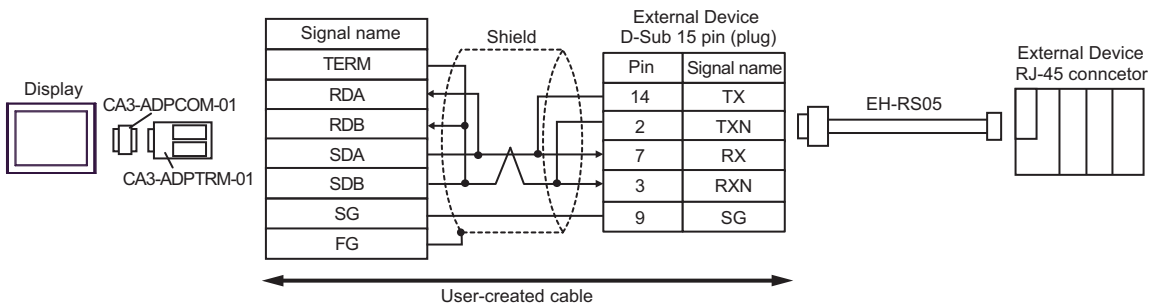 Display
CA3-ADPCOM-01
CA3-ADPTRM-01
Signal name
TERM
RDA
RDB
SDA
SDB
SG
FG
Shield
External Device
D-Sub 15 pin (plug)
Pin Signal name
14 TX
2 TXN
7 RX
3 RXN
9 SG
EH-RS05
External Device
RJ-45 conncetor
User-created cable